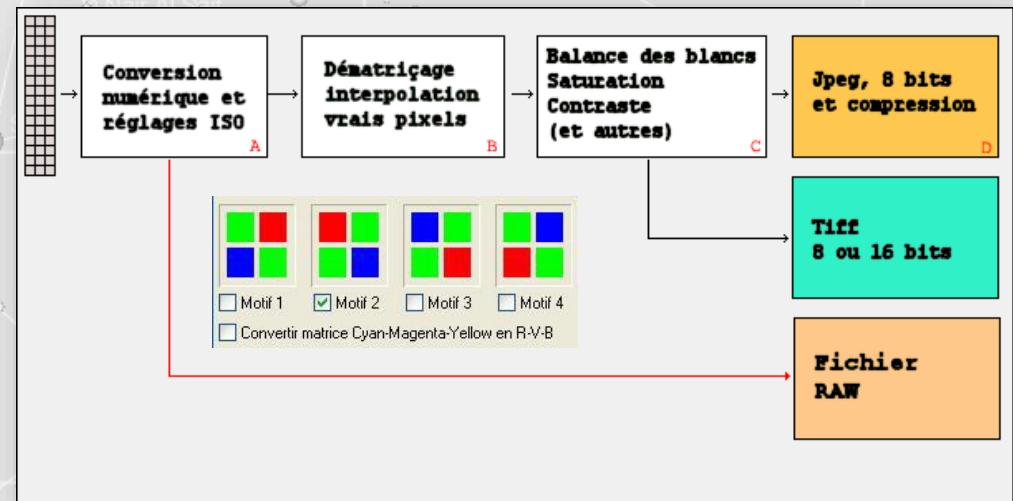 Conversion
numérique et
réglages ISO
A
Dématriçage
interpolation
vrais pixels
B
Balance des blancs
Saturation
Contraste
(et autres)
C
Jpeg, 8 bits
et compression
D
Tiff
8 ou 16 bits
Motif 1 Motif 2 Motif 3 Motif 4
Convertir matrice Cyan-Magenta-Yellow en R-V-B
Fichier
RAW